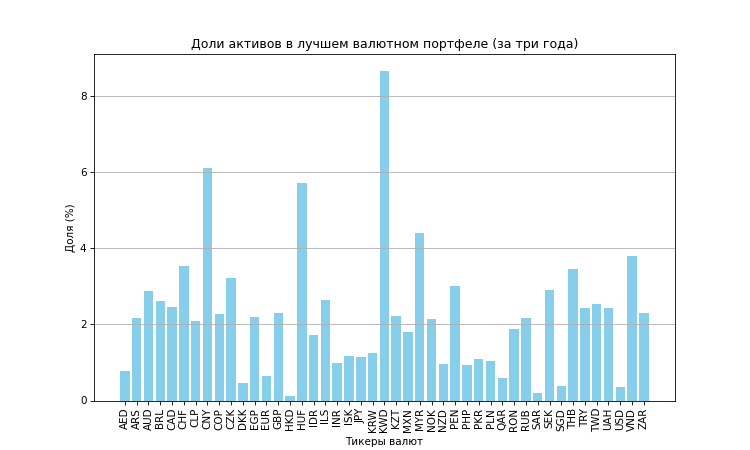 Доли активов в лучшем валютном портфеле (за три года)
Доля (%)
8
6
4
2
0
AED ARS AUD BRL CAD CHF CLP CNY COP CZK DKK EGP EUR GBP HKD HUF IDR ILS INR ISK JPY KRW KWD KZT MXN MYR NOK NZD PEN PHP PKR PLN QAR RON RUB SAR SEK SGD THB TRY TWD UAH USD VND ZAR
Тикеры валют